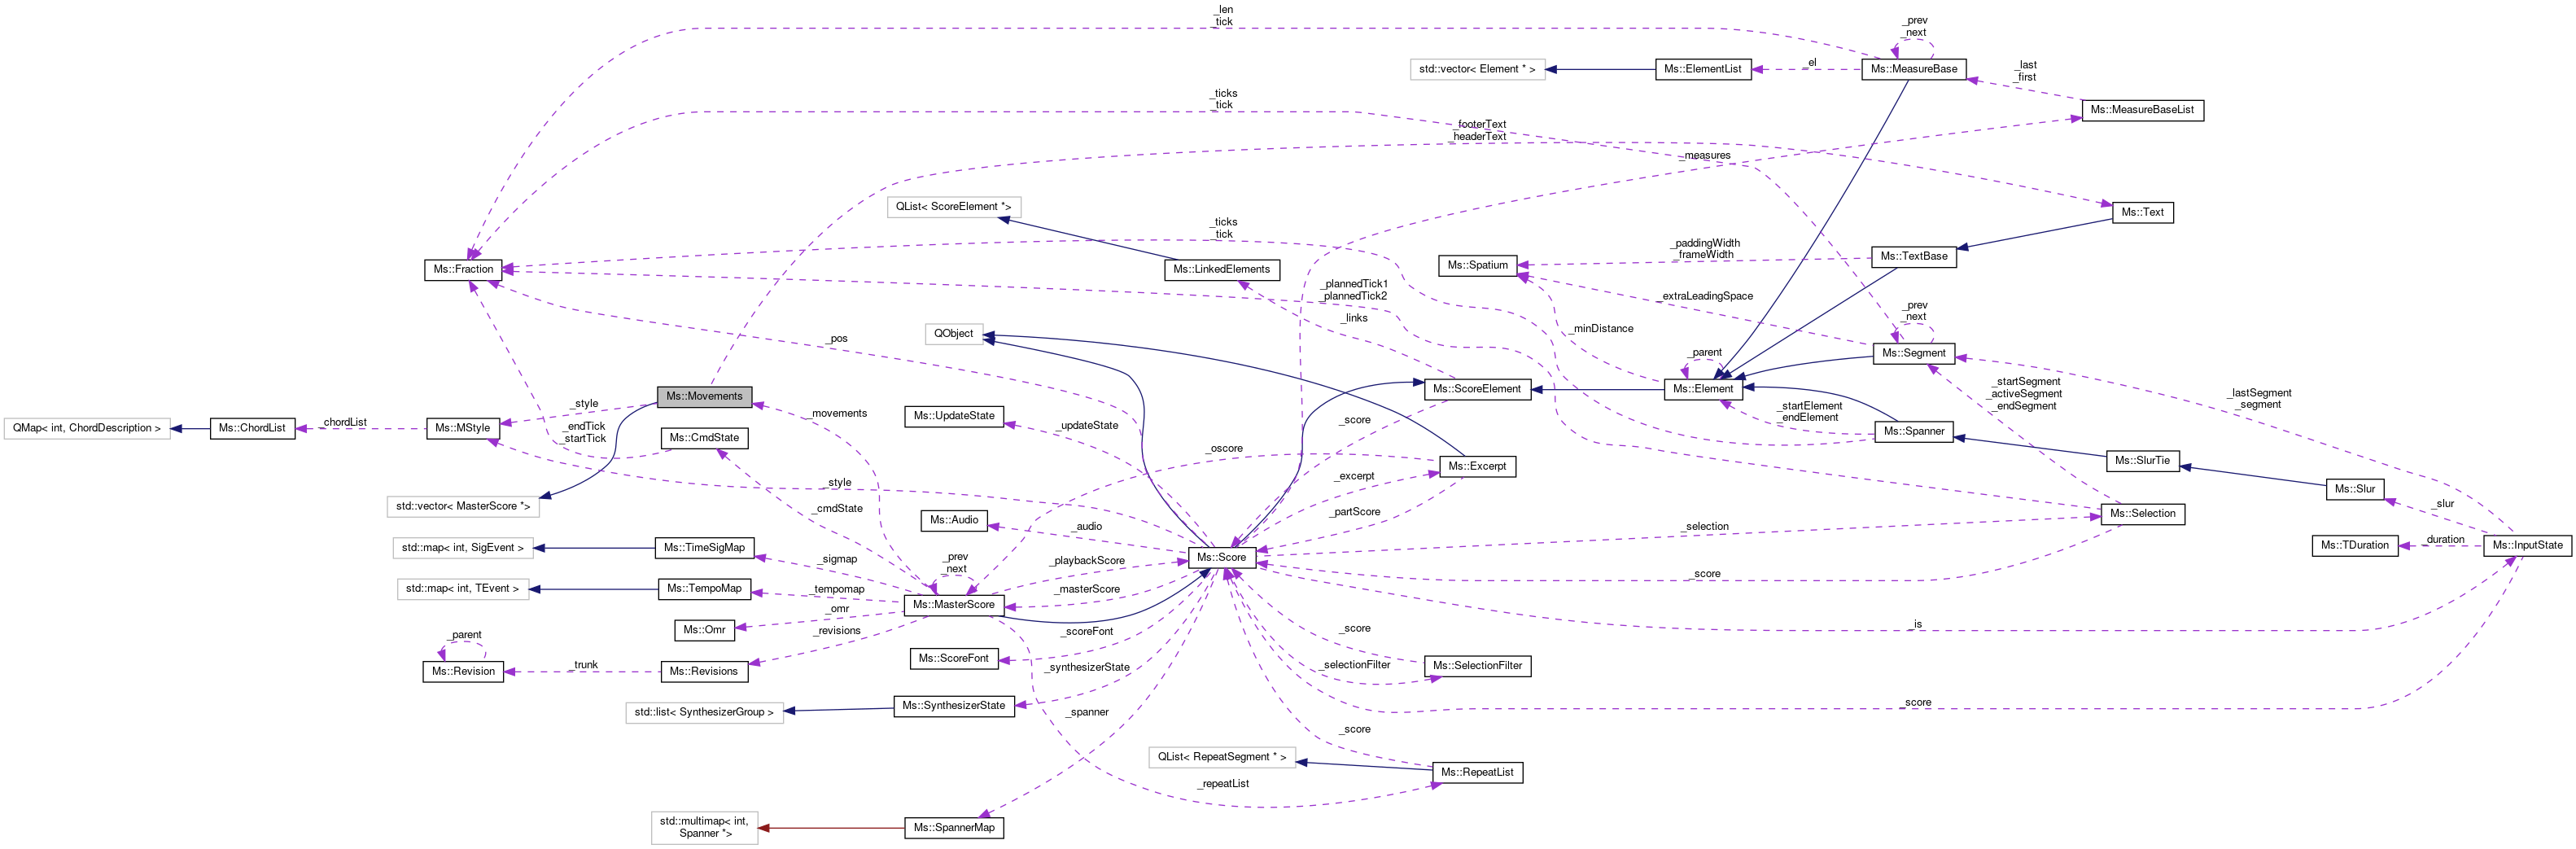 _len
_tick
_prev
_next
std::vector< Element * >
Ms::ElementList
_el
Ms::MeasureBase
_last
_first
Ms::MeasureBaseList
_ticks
_tick
_footerText
_headerText
_measures
QList< ScoreElement *>
Ms::Text
_ticks
_tick
_paddingWidth
_frameWidth
Ms::TextBase
Ms::Fraction
Ms::LinkedElements
Ms::Spatium
_plannedTick1
_plannedTick2
_extraLeadingSpace
_prev
_next
_links
QObject
_pos
_minDistance
Ms::Segment
_parent
Ms::Movements
Ms::ScoreElement
Ms::Element
_startSegment
_activeSegment
_endSegment
_lastSegment
_segment
_style
_movements
Ms::UpdateState
_updateState
_score
_startElement
_endElement
QMap< int, ChordDescription >
Ms::ChordList
_chordList
Ms::MStyle
_endTick
_startTick
Ms::CmdState
Ms::Spanner
_oscore
Ms::Excerpt
Ms::SlurTie
_style
_excerpt
Ms::Slur
std::vector< MasterScore *>
_cmdState
_partScore
_slur
Ms::Audio
_audio
_selection
Ms::Selection
std::map< int, SigEvent >
Ms::TimeSigMap
_sigmap
_prev
_next
_playbackScore
Ms::Score
_duration
Ms::TDuration
Ms::InputState
_score
std::map< int, TEvent >
Ms::TempoMap
_tempomap
_masterScore
Ms::MasterScore
_omr
Ms::Omr
_revisions
_scoreFont
_score
_is
_parent
Ms::Revision
_trunk
Ms::Revisions
Ms::ScoreFont
_synthesizerState
_selectionFilter
Ms::SelectionFilter
std::list< SynthesizerGroup >
Ms::SynthesizerState
_spanner
_score
_score
QList< RepeatSegment * >
Ms::RepeatList
_repeatList
std::multimap< int,
Spanner *>
Ms::SpannerMap